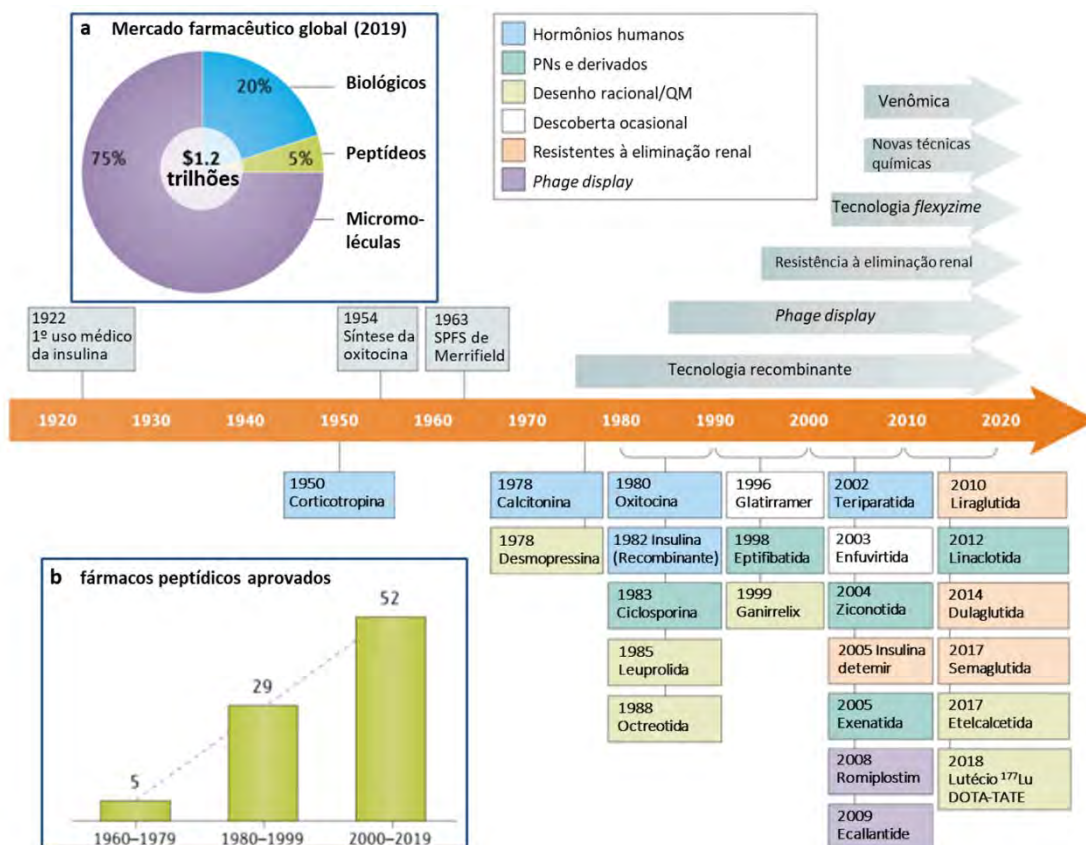 a Mercado farmacêutico global (2019)
20%
75%
5%
$1.2
trilhões
Biológicos
Peptídeos
Micromo-
léculas
Hormônios humanos
PNs e derivados
Desenho racional/QM
Descoberta ocasional
Resistentes à eliminação renal
Phage display
Venômica
Novas técnicas
químicas
Tecnologia flexyzime
Resistência à eliminação renal
Phage display
Tecnologia recombinante
1922
1º uso médico
da insulina
1954
Síntese da
oxitocina
1963
SPFS de
Merrifield
1920 1930 1940 1950 1960 1970 1980 1990 2000 2010 2020
1950
Corticotropina
1978
Calcitonina
1978
Desmopressina
1980
Oxitocina
1982 Insulina
(Recombinante)
1983
Ciclosporina
1985
Leuprolida
1988
Octreotida
1996
Glatirramer
1998
Eptifibatida
1999
Ganirrelix
2002
Teriparatida
2003
Enfuvirtida
2004
Ziconotida
2005 Insulina
detemir
2005
Exenatida
2008
Romiplostim
2009
Ecallantide
2010
Liraglutida
2012
Linaclotida
2014
Dulaglutida
2017
Semaglutida
2017
Etelcalcetida
2018
Lutécio ¹⁷⁷Lu
DOTA-TATE
b fármacos peptídicos aprovados
5
29
52
1960–1979
1980–1999
2000–2019